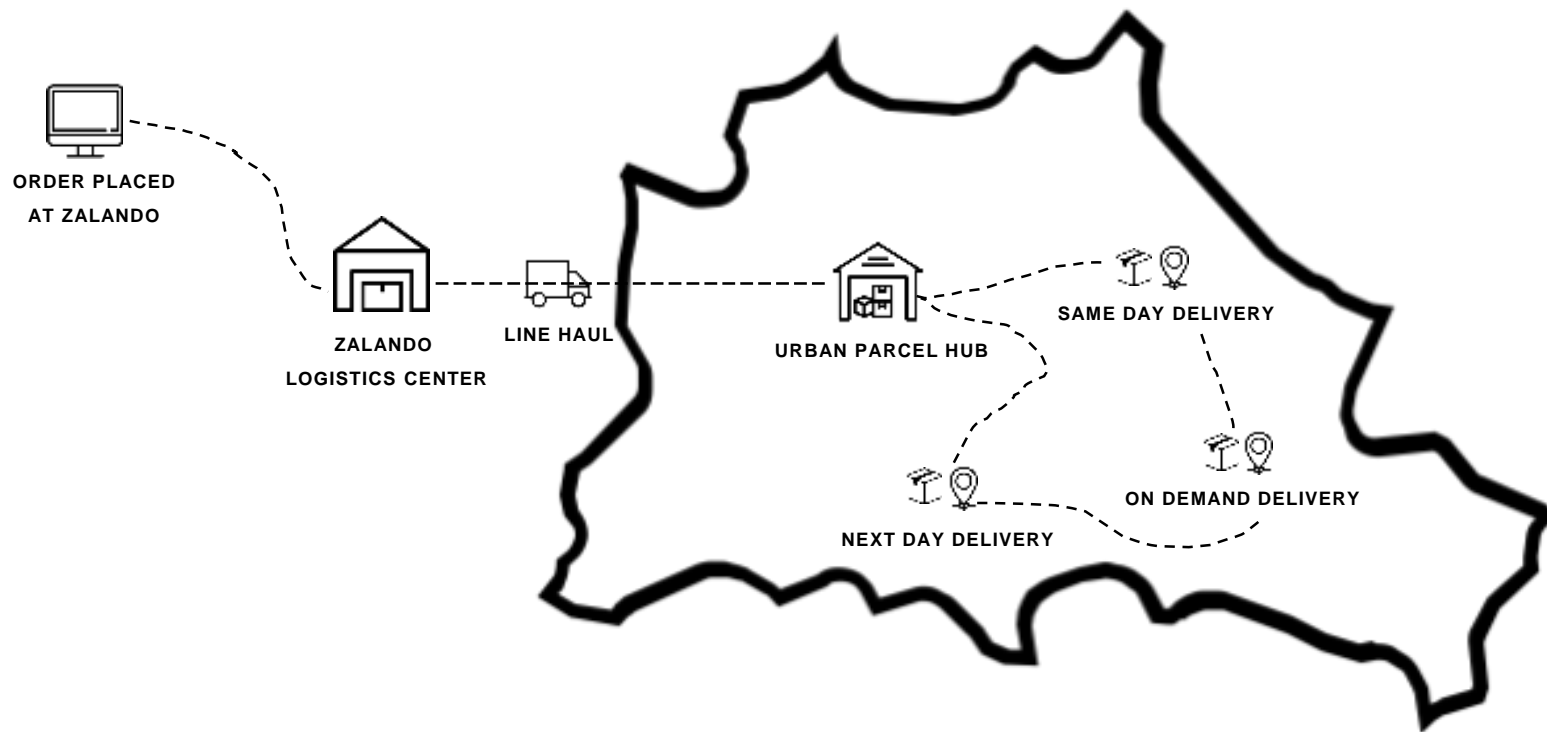 ORDER PLACED
AT ZALANDO
ZALANDO
LOGISTICS CENTER
LINE HAUL
URBAN PARCEL HUB
SAME DAY DELIVERY
ON DEMAND DELIVERY
NEXT DAY DELIVERY